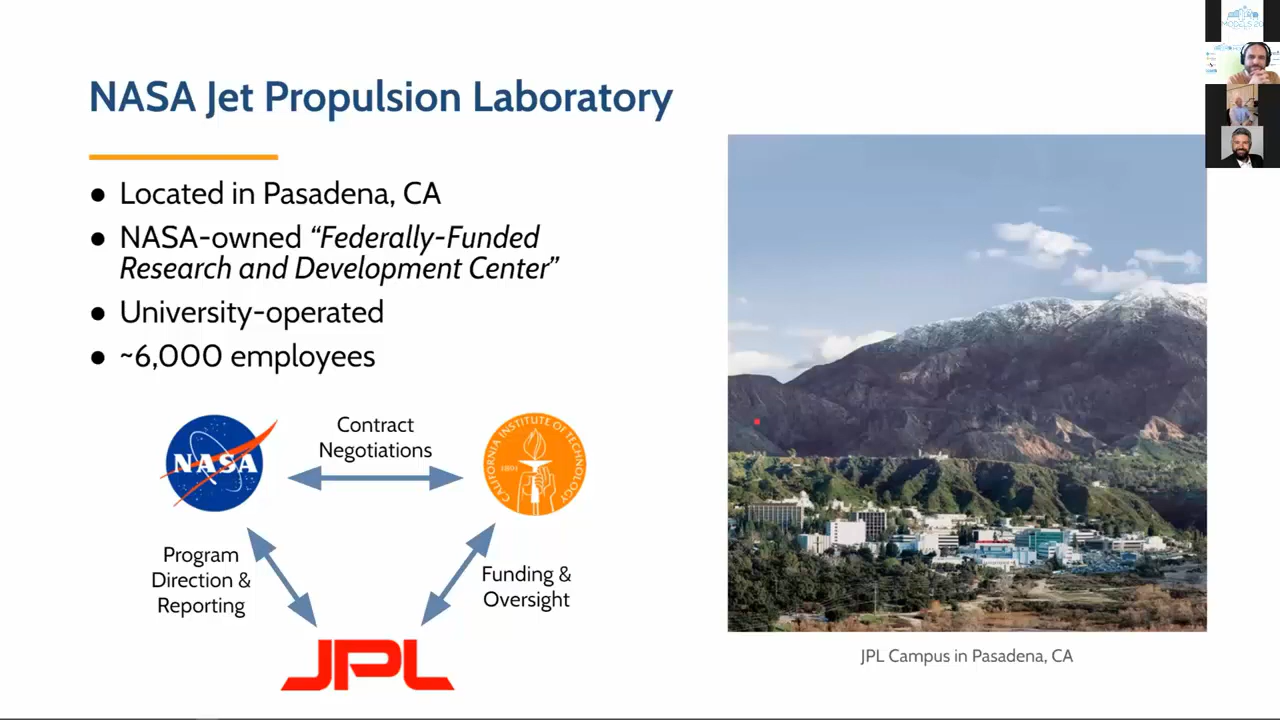 NASA Jet Propulsion Laboratory
● Located in Pasadena, CA
● NASA-owned “Federally-Funded
Research and Development Center”
● University-operated
● ~6,000 employees
Contract
Negotiations
NASA
CALIFORNIA INSTITUTE OF TECHNOLOGY
1891
Program
Direction &
Reporting
Funding &
Oversight
JPL
JPL Campus in Pasadena, CA